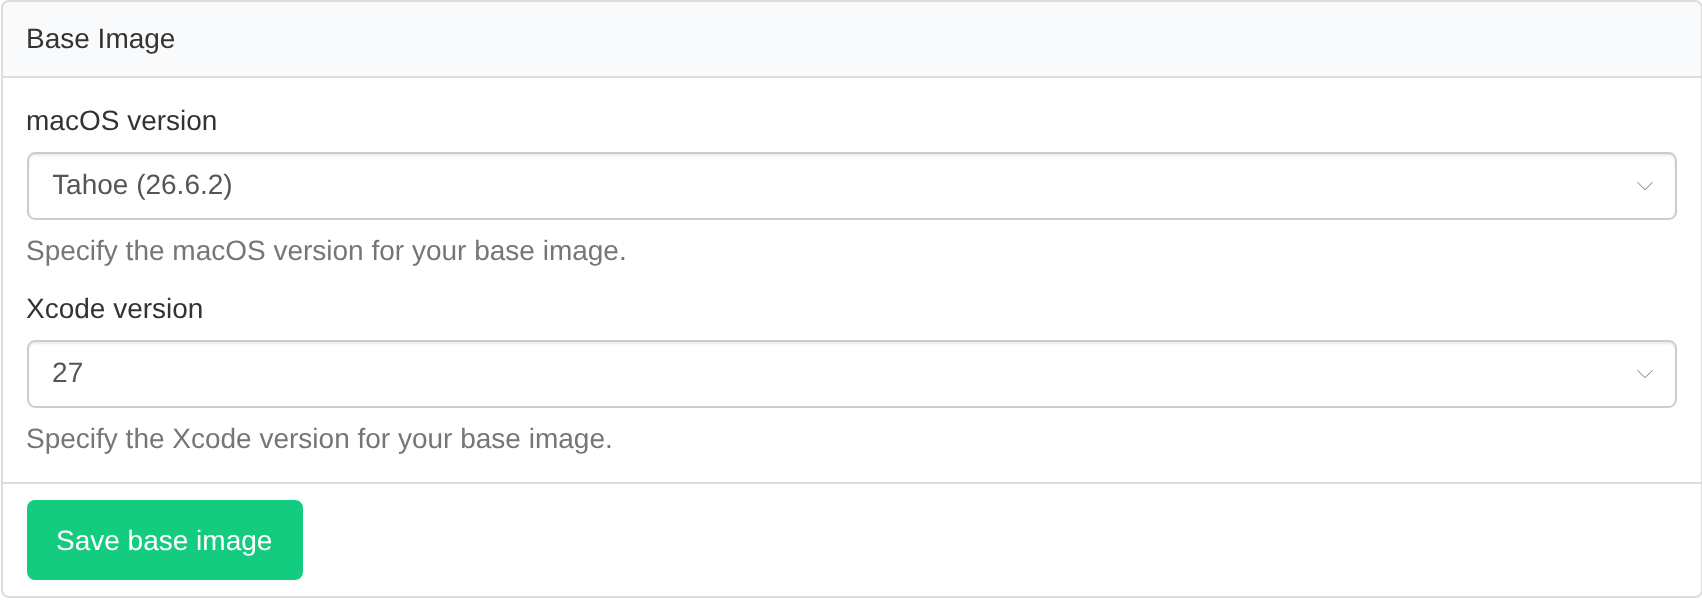 Base Image
macOS version
Tahoe (26.6.2)
Specify the macOS version for your base image.
Xcode version
27
Specify the Xcode version for your base image.
Save base image